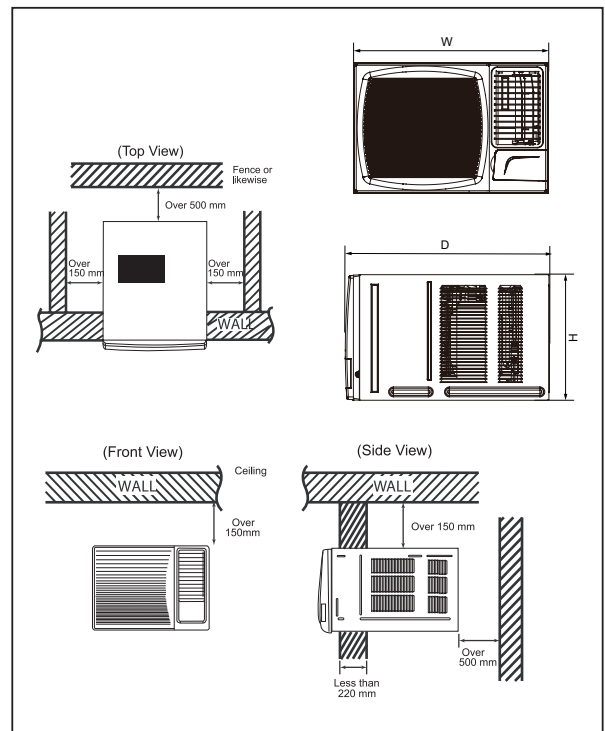 W
(Top View)
Fence or
likewise
Over 500 mm
Over
150 mm
Over
150 mm
WALL
D
H
(Front View)
WALL
Ceiling
Over
150mm
(Side View)
WALL
Over 150 mm
Over
500 mm
Less than
220 mm